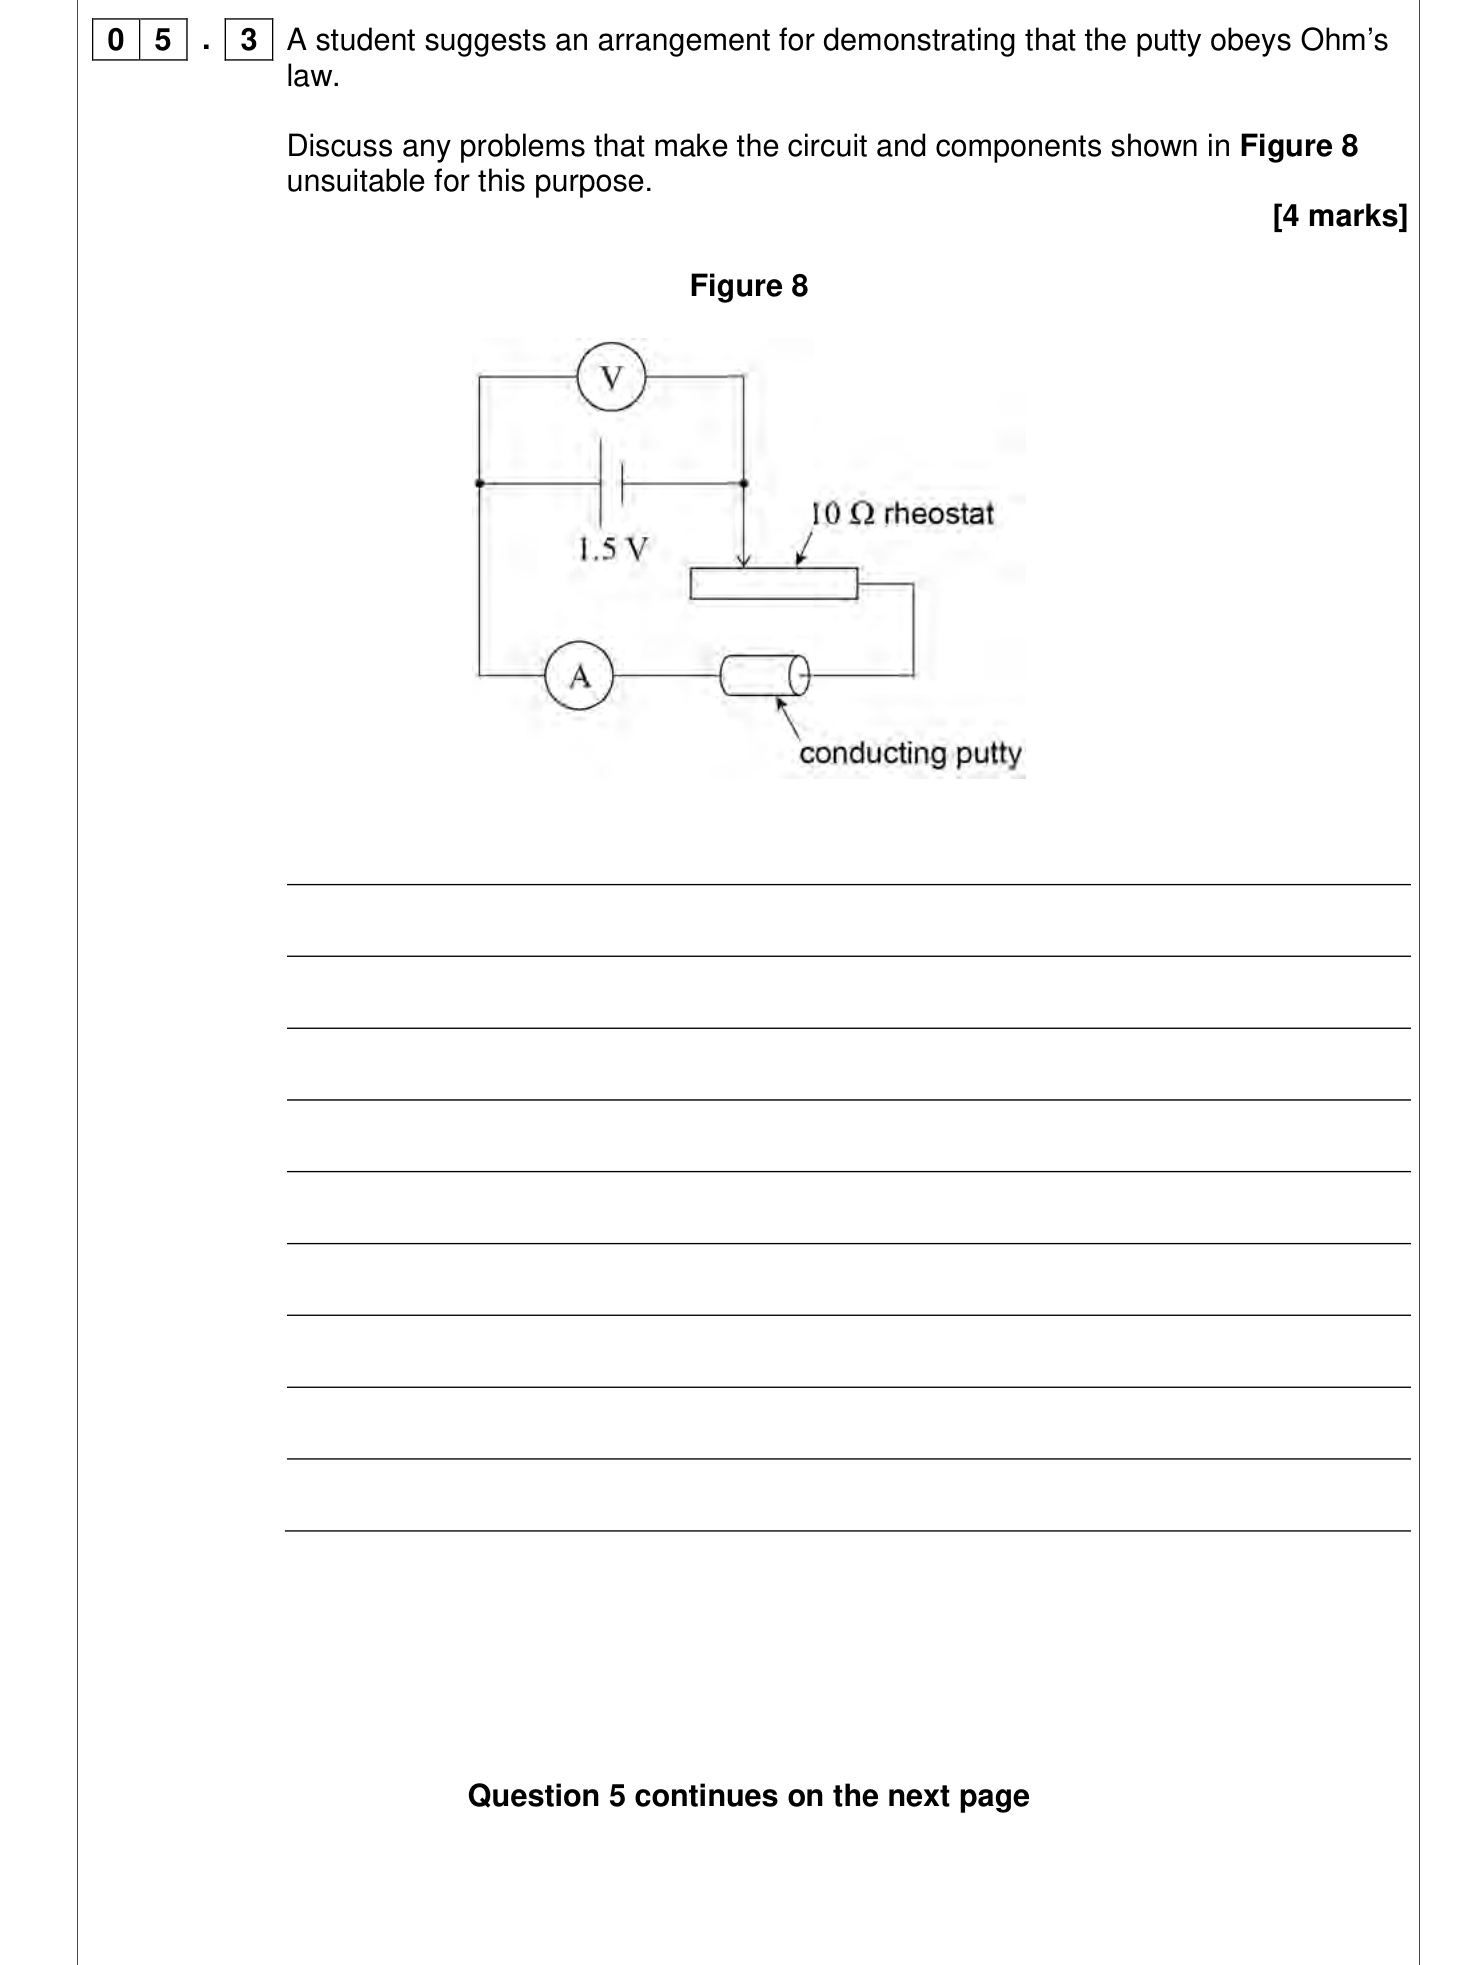 0 5 . 3 A student suggests an arrangement for demonstrating that the putty obeys Ohm’s
law.
Discuss any problems that make the circuit and components shown in Figure 8
unsuitable for this purpose.
[4 marks]
Figure 8
V
1.5 V
10 Ω rheostat
A
conducting putty
Question 5 continues on the next page